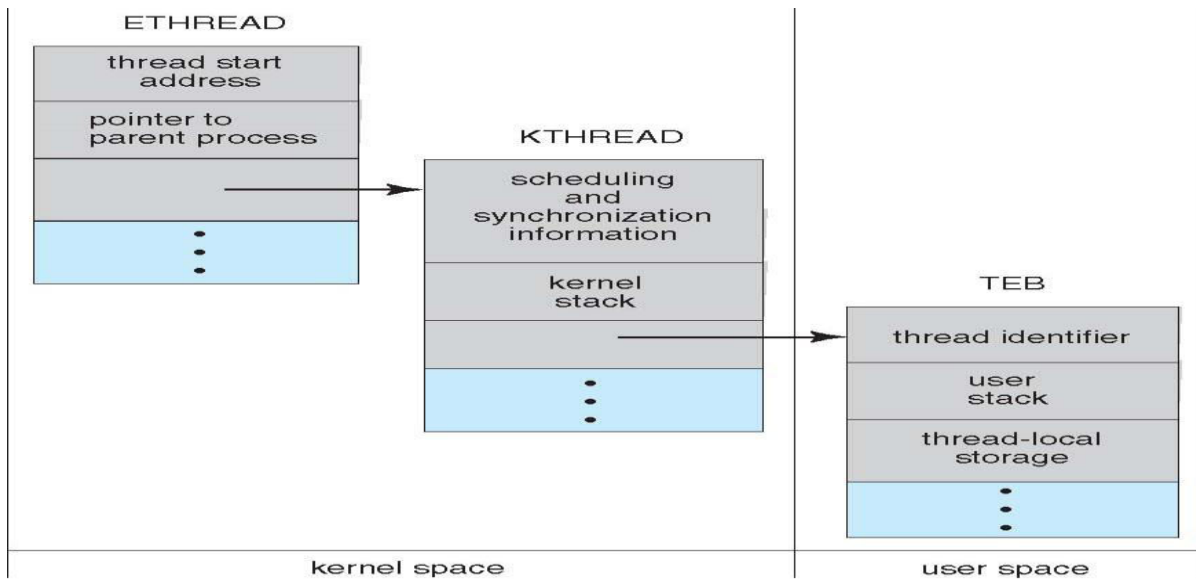 ETHREAD
thread start
address
pointer to
parent process
KTHREAD
scheduling
and
synchronization
information
kernel
stack
TEB
thread identifier
user
stack
thread-local
storage
kernel space
user space